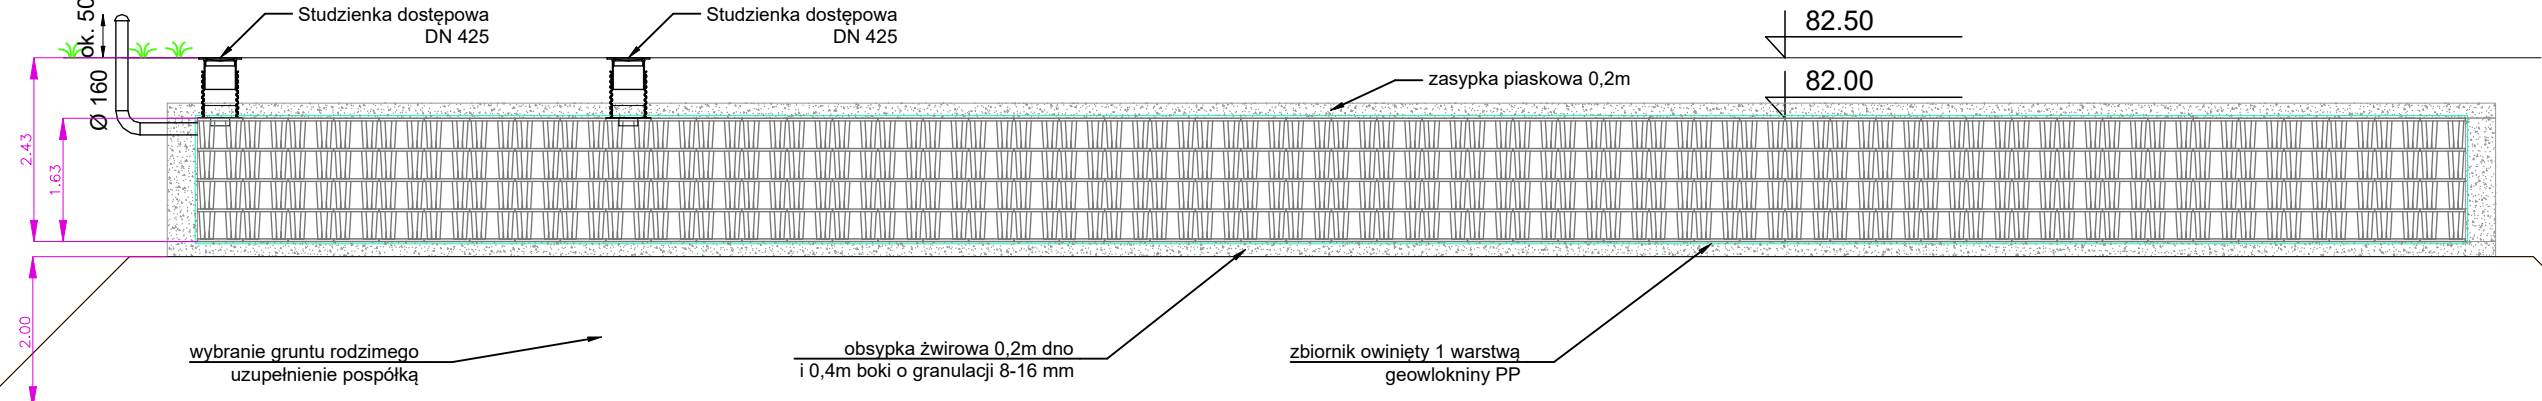 ok. 50
Studzienka dostępowa
DN 425
Studzienka dostępowa
DN 425
82.50
zasypka piaskowa 0,2m
82.00
Ø 160
2.43
1.63
2.00
wybranie gruntu rodzimego
uzupełnienie pospółką
obsypka żwirowa 0,2m dno
i 0,4m boki o granulacji 8-16 mm
zbiornik owinięty 1 warstwą
geowlokniny PP